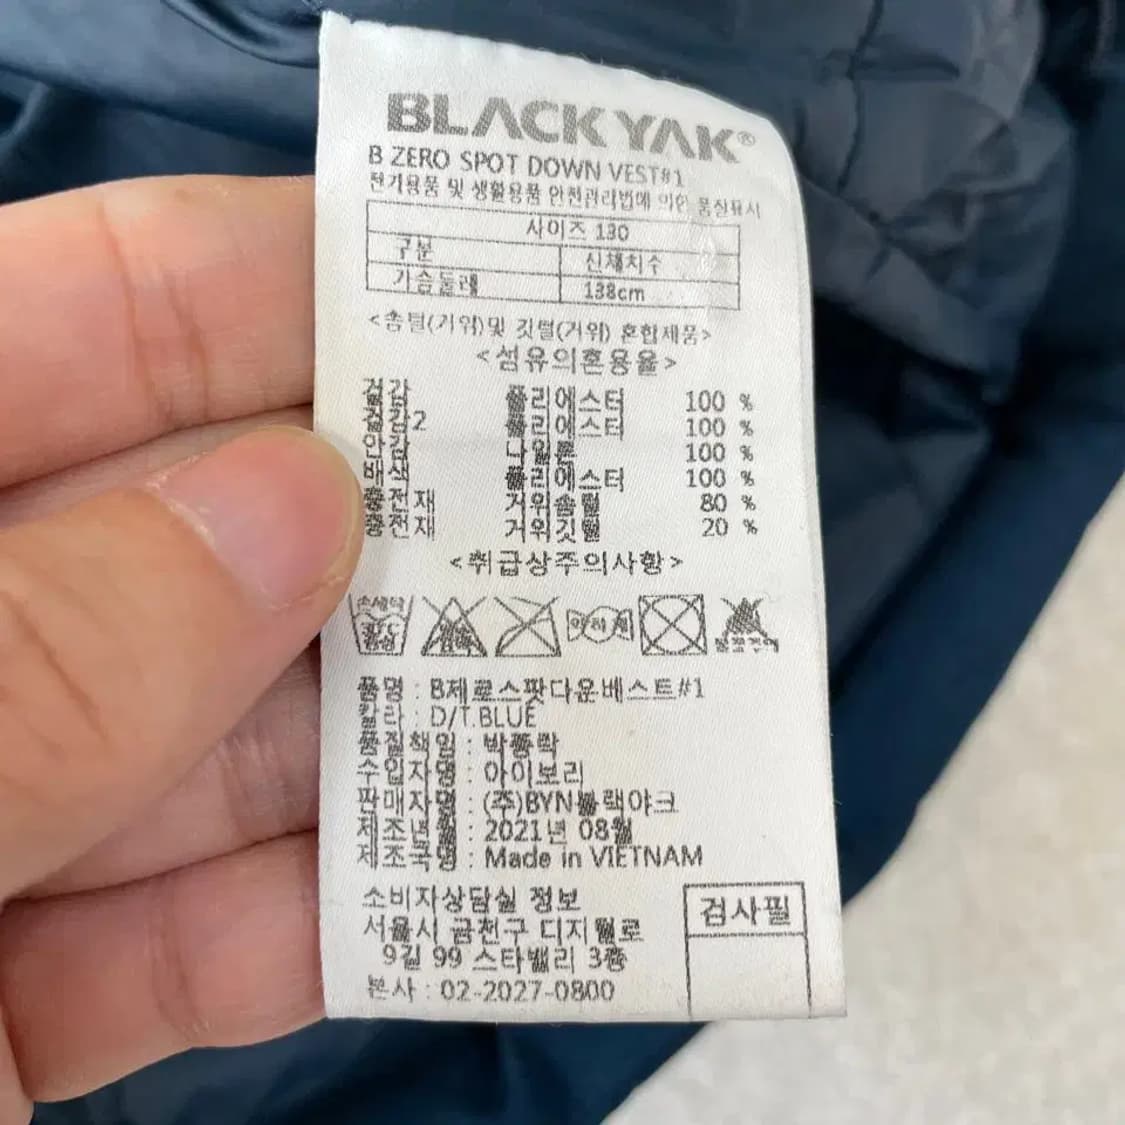 BLACKYAK®
B ZERO SPOT DOWN VEST#1
전기용품 및 생활용품 안전관리법에 의한 품질표시
사이즈 130
구분 신체치수
가슴둘레 138cm
<솜털(거위)및 깃털(거위) 혼합제품>
<섬유의혼용율>
겉감 폴리에스터 100 %
겉감2 폴리에스터 100 %
안감 나일론 100 %
배색 폴리에스터 100 %
충전재 거위솜털 80 %
충전재 거위깃털 20 %
<취급상주의사항>
손세탁
30°C
중성
품명 : B제로스팟다운베스트#1
칼라 : D/T.BLUE
품질책임 : 박종락
수입자명 : 아이보리
판매자명 : (주)BYN블랙야크
제조년월 : 2021년 08월
제조국명 : Made in VIETNAM
소비자상담실 정보
서울시 금천구 디지털로
9길 99 스타밸리 3층
본사 : 02-2027-0800
검사필